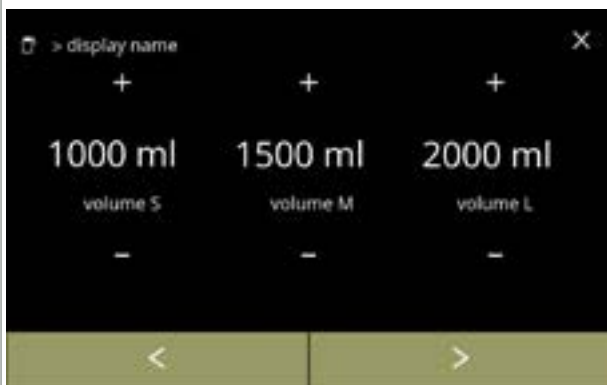 > display name ×
+ + +
1000 ml 1500 ml 2000 ml
volume S volume M volume L
− − −
< >